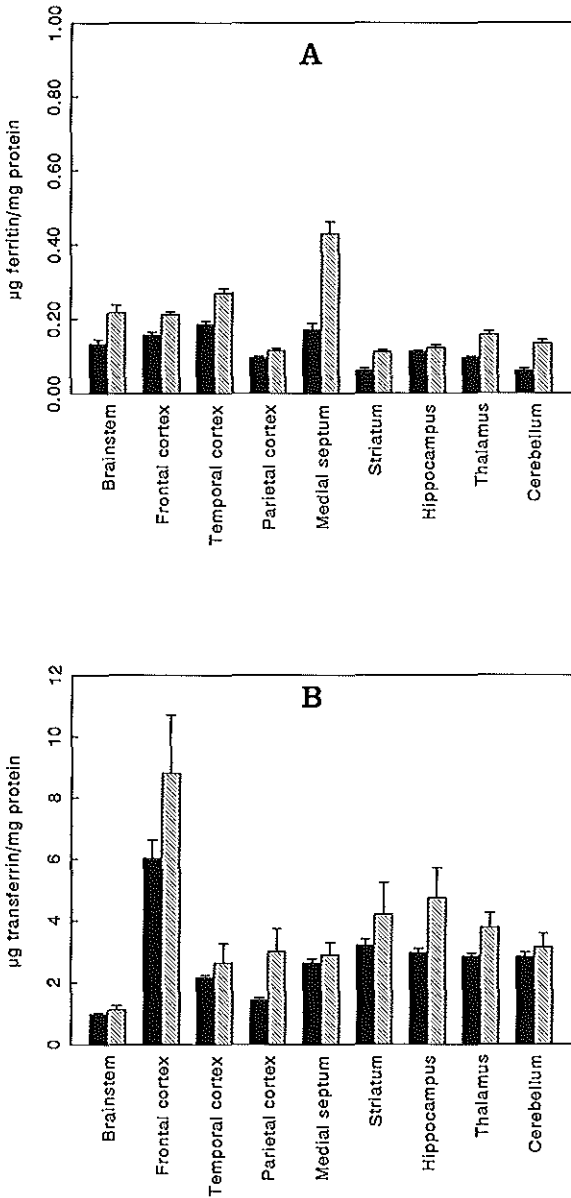 A
µg ferritin/mg protein
1.00
0.80
0.60
0.40
0.20
0.00
Brainstem
Frontal cortex
Temporal cortex
Parietal cortex
Medial septum
Striatum
Hippocampus
Thalamus
Cerebellum
B
µg transferrin/mg protein
12
10
8
6
4
2
0
Brainstem
Frontal cortex
Temporal cortex
Parietal cortex
Medial septum
Striatum
Hippocampus
Thalamus
Cerebellum